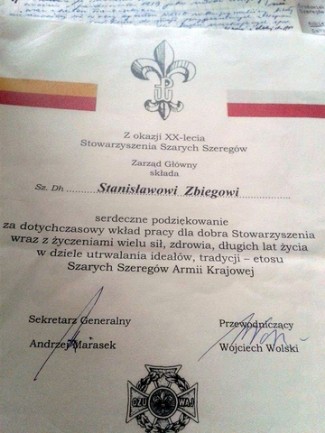 Z okazji XX-lecia
Stowarzyszenia Szarych Szeregów
Zarząd Główny
składa
Sz. Dh. Stanisławowi Zbiegowi
serdeczne podziękowanie
za dotychczasowy wkład pracy dla dobra Stowarzyszenia
wraz z życzeniami wielu sił, zdrowia, długich lat życia
w dziele utrwalania ideałów, tradycji – etosu
Szarych Szeregów Armii Krajowej
Sekretarz Generalny
Przewodniczący
Andrzej Marasek
Wojciech Wolski